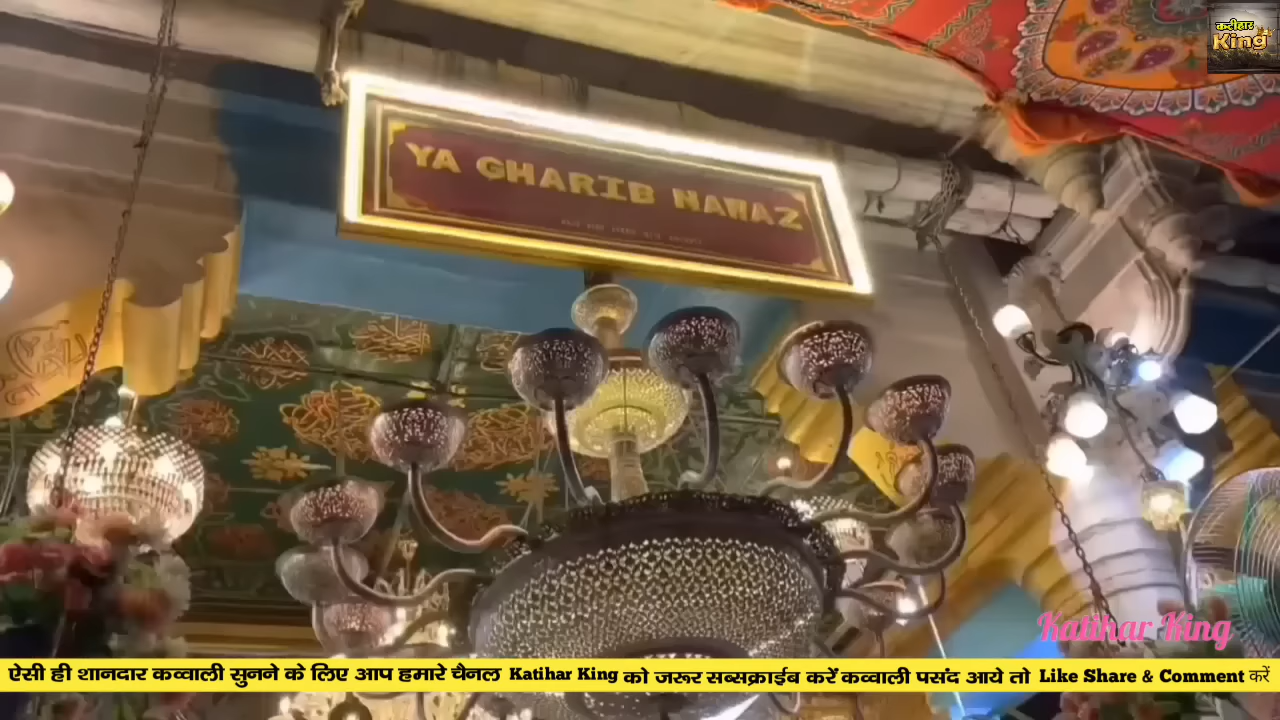 कटीहार
King
YA GHARIB NAWAZ
Katihar King
ऐसी ही शानदार कव्वाली सुनने के लिए आप हमारे चैनल Katihar King को जरूर सब्सक्राईब करें कव्वाली पसंद आये तो Like Share & Comment करें